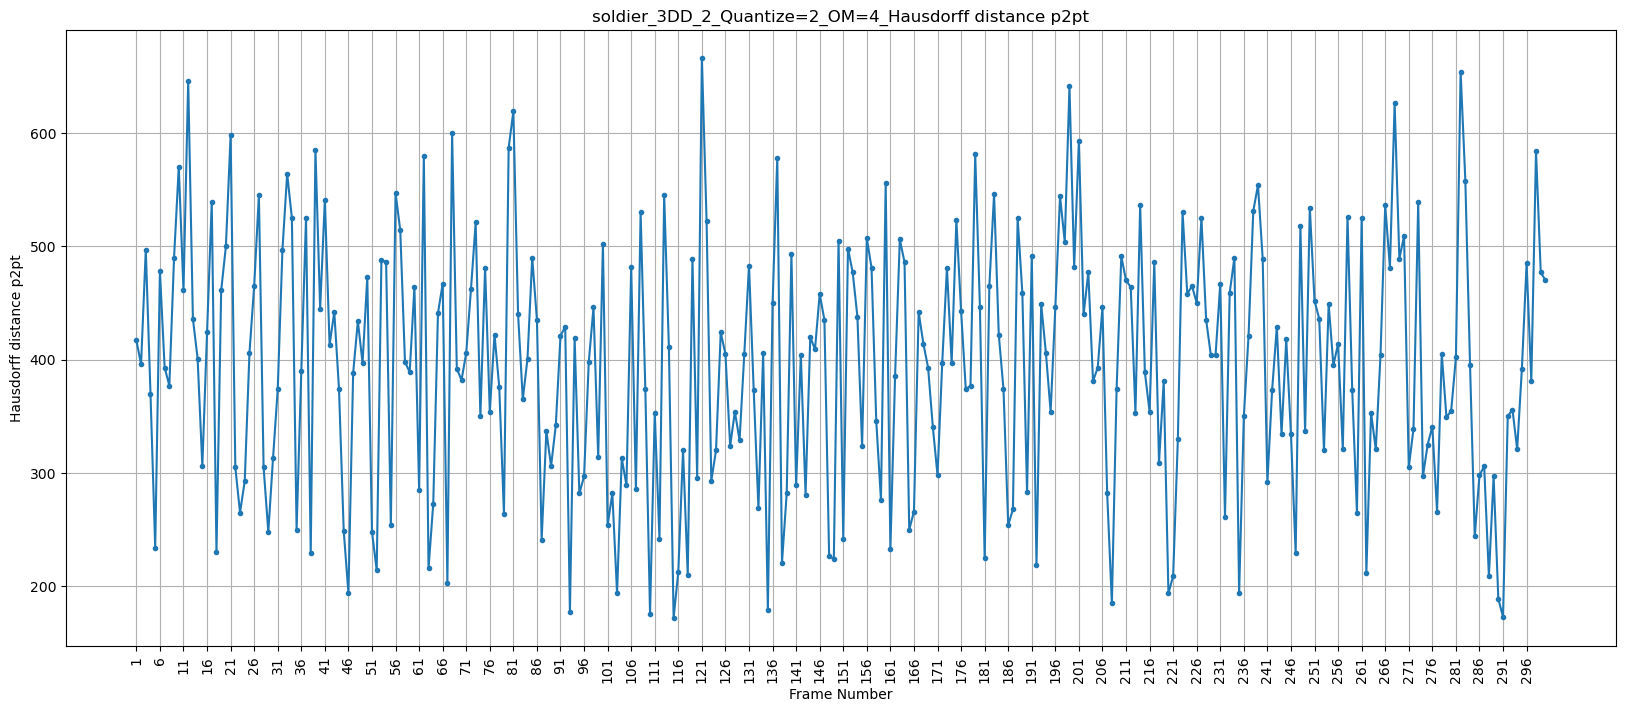 soldier_3DD_2_Quantize=2_OM=4_Hausdorff distance p2pt
Hausdorff distance p2pt
600
500
400
300
200
1 6 11 16 21 26 31 36 41 46 51 56 61 66 71 76 81 86 91 96 101 106 111 116 121 126 131 136 141 146 151 156 161 166 171 176 181 186 191 196 201 206 211 216 221 226 231 236 241 246 251 256 261 266 271 276 281 286 291 296
Frame Number